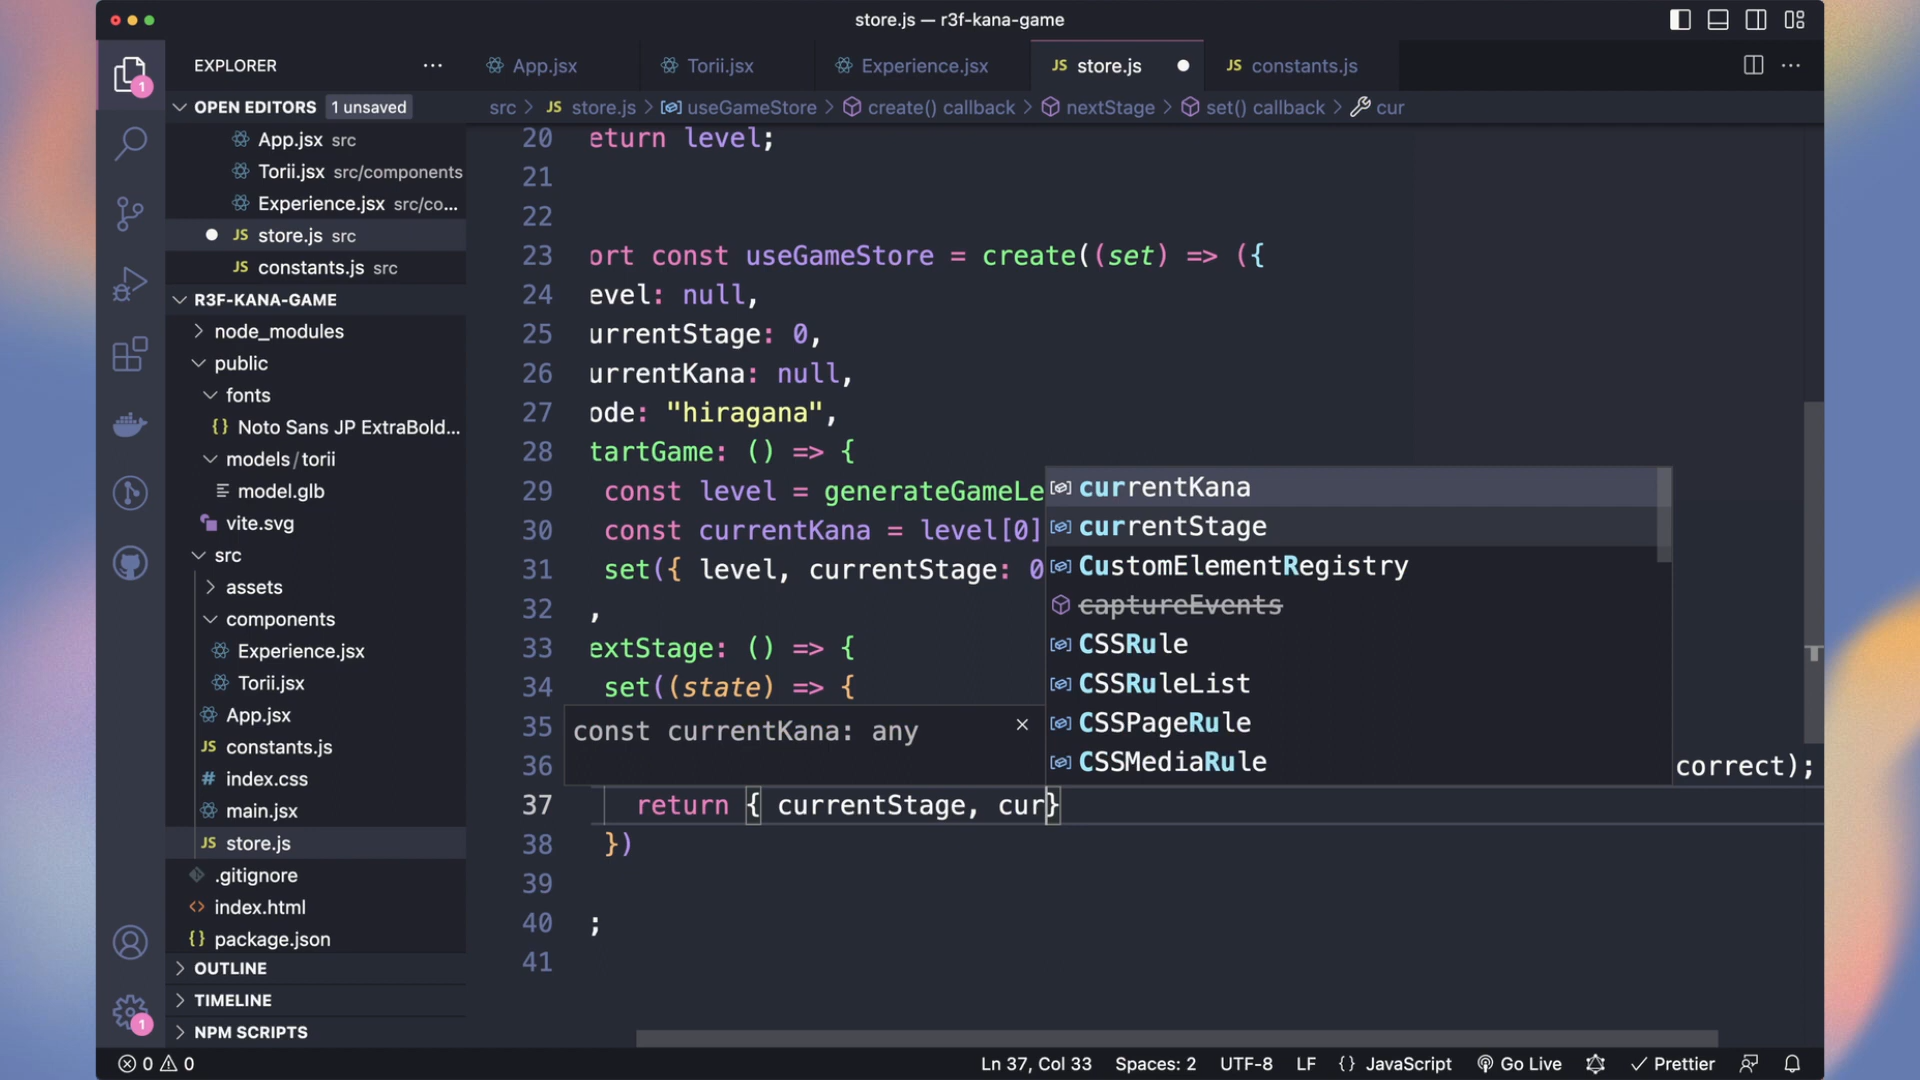 store.js — r3f-kana-game
1
EXPLORER
App.jsx
Torii.jsx
Experience.jsx
JS store.js
JS constants.js
OPEN EDITORS 1 unsaved
src > JS store.js > useGameStore > create() callback > nextStage > set() callback > cur
App.jsx src
Torii.jsx src/components
Experience.jsx src/co...
JS store.js src
JS constants.js src
R3F-KANA-GAME
node_modules
public
fonts
{} Noto Sans JP ExtraBold...
models/torii
model.glb
vite.svg
src
assets
components
Experience.jsx
Torii.jsx
App.jsx
JS constants.js
# index.css
main.jsx
JS store.js
.gitignore
<> index.html
{} package.json
OUTLINE
TIMELINE
NPM SCRIPTS
1
20 eturn level;
21
22
23 ort const useGameStore = create((set) => ({
24 evel: null,
25 urrentStage: 0,
26 urrentKana: null,
27 ode: "hiragana",
28 tartGame: () => {
29 const level = generateGameLe
30 const currentKana = level[0]
31 set({ level, currentStage: 0
32 ,
33 extStage: () => {
34 set((state) => {
35
36 correct);
37 return { currentStage, cur}
38 })
39
40 ;
41
currentKana
currentStage
CustomElementRegistry
captureEvents
CSSRule
CSSRuleList
CSSPageRule
CSSMediaRule
const currentKana: any ×
0 0
Ln 37, Col 33 Spaces: 2 UTF-8 LF {} JavaScript Go Live Prettier